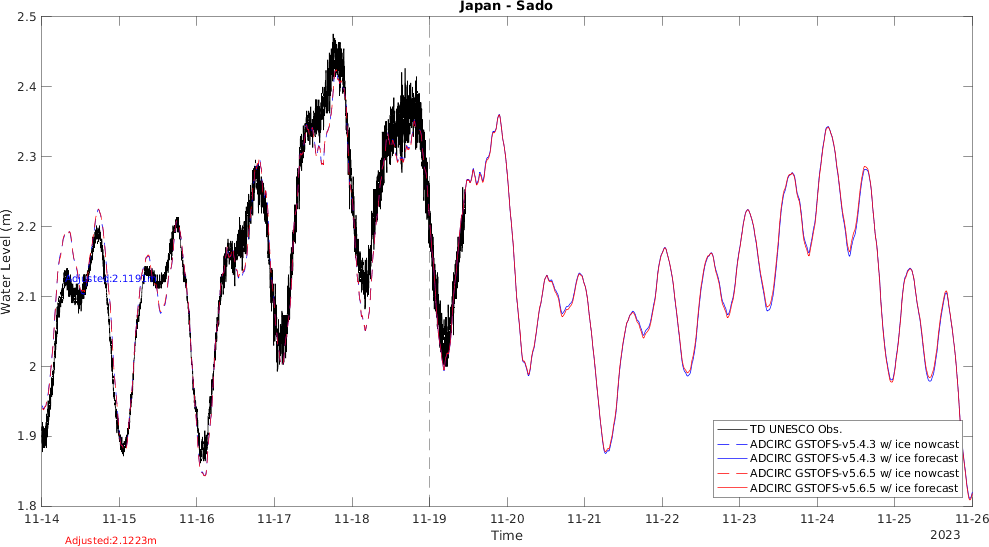 Japan - Sado
Water Level (m)
2.5
2.4
2.3
2.2
2.1
2
1.9
1.8
TD UNESCO Obs.
ADCIRC GSTOFS-v5.4.3 w/ ice nowcast
ADCIRC GSTOFS-v5.4.3 w/ ice forecast
ADCIRC GSTOFS-v5.6.5 w/ ice nowcast
ADCIRC GSTOFS-v5.6.5 w/ ice forecast
11-14 11-15 11-16 11-17 11-18 11-19 11-20 11-21 11-22 11-23 11-24 11-25 11-26
Time
2023
Adjusted:2.1223m